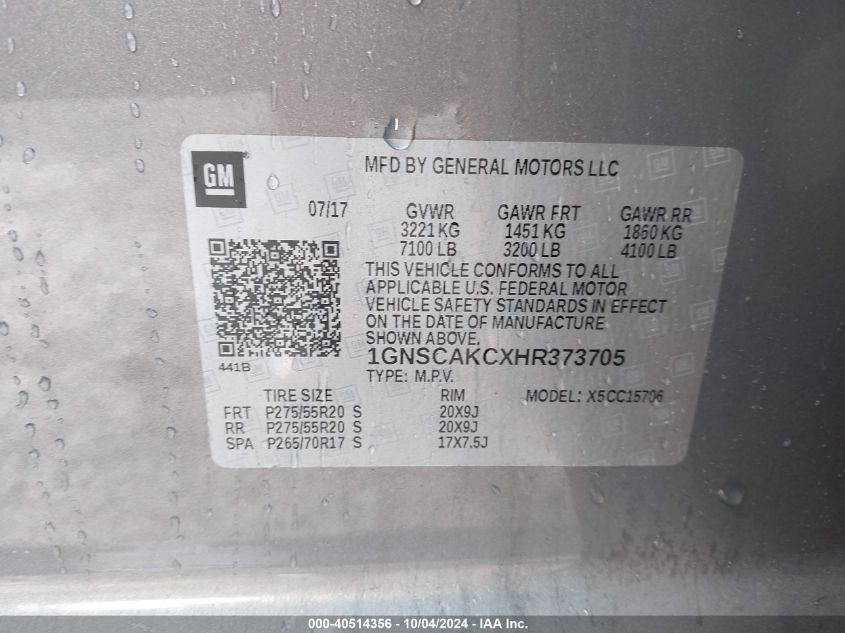 GM
MFD BY GENERAL MOTORS LLC
07/17
GVWR GAWR FRT GAWR RR
3221 KG 1451 KG 1860 KG
7100 LB 3200 LB 4100 LB
THIS VEHICLE CONFORMS TO ALL
APPLICABLE U.S. FEDERAL MOTOR
VEHICLE SAFETY STANDARDS IN EFFECT
ON THE DATE OF MANUFACTURE
SHOWN ABOVE.
441B
1GNSCAKCXHR373705
TYPE: M.P.V.
TIRE SIZE RIM MODEL: X5CC15706
FRT P275/55R20 S 20X9J
RR P275/55R20 S 20X9J
SPA P265/70R17 S 17X7.5J
000-40514356 - 10/04/2024 - IAA Inc.